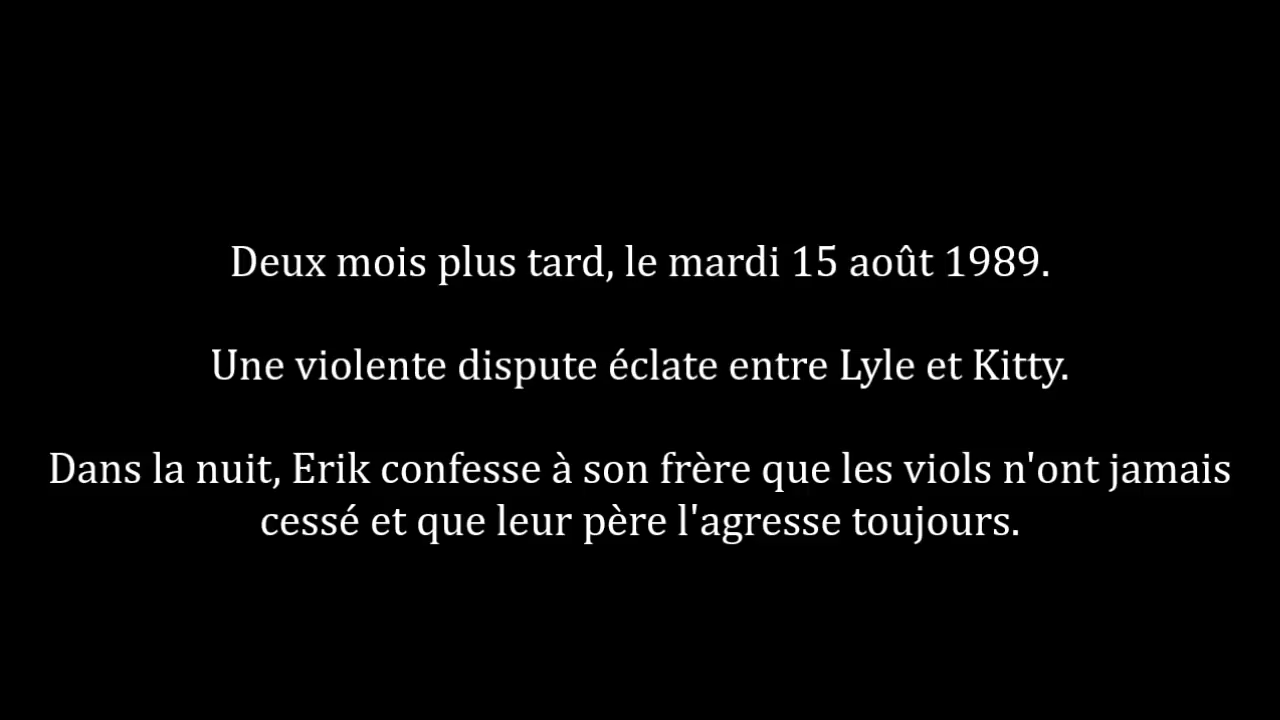 Deux mois plus tard, le mardi 15 août 1989.
Une violente dispute éclate entre Lyle et Kitty.
Dans la nuit, Erik confesse à son frère que les viols n'ont jamais
cessé et que leur père l'agresse toujours.